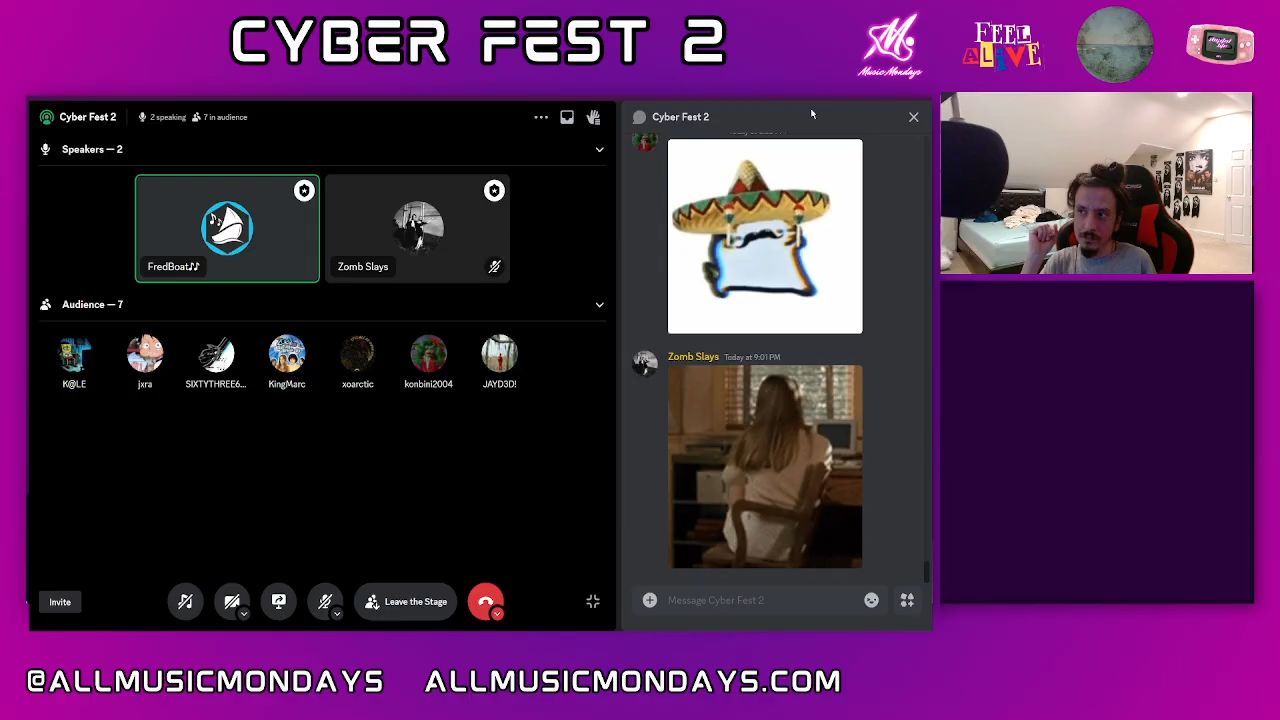 CYBER FEST 2
Music Mondays
FEEL
ALIVE
Cyber Fest 2
2 speaking
7 in audience
Speakers — 2
FredBoat♪♪
Zomb Slays
Audience — 7
K@LE
jxra
SIXTYTHREE6...
KingMarc
xoarctic
konbini2004
JAYD3D!
Invite
Leave the Stage
Cyber Fest 2
Zomb Slays Today at 9:01 PM
Message Cyber Fest 2
@ALLMUSICMONDAYS ALLMUSICMONDAYS.COM